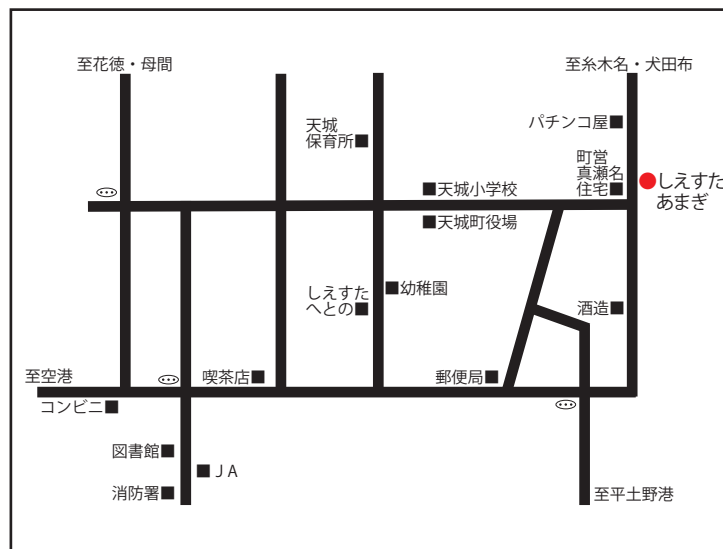 至花徳・母間
至糸木名・犬田布
パチンコ屋■
天城
保育所■
町営
真瀬名
住宅■
■天城小学校
●しえすた
あまぎ
■天城町役場
しえすた
へとの■
■幼稚園
酒造■
至空港
喫茶店■
郵便局■
コンビニ■
図書館■
■ＪＡ
消防署■
至平土野港